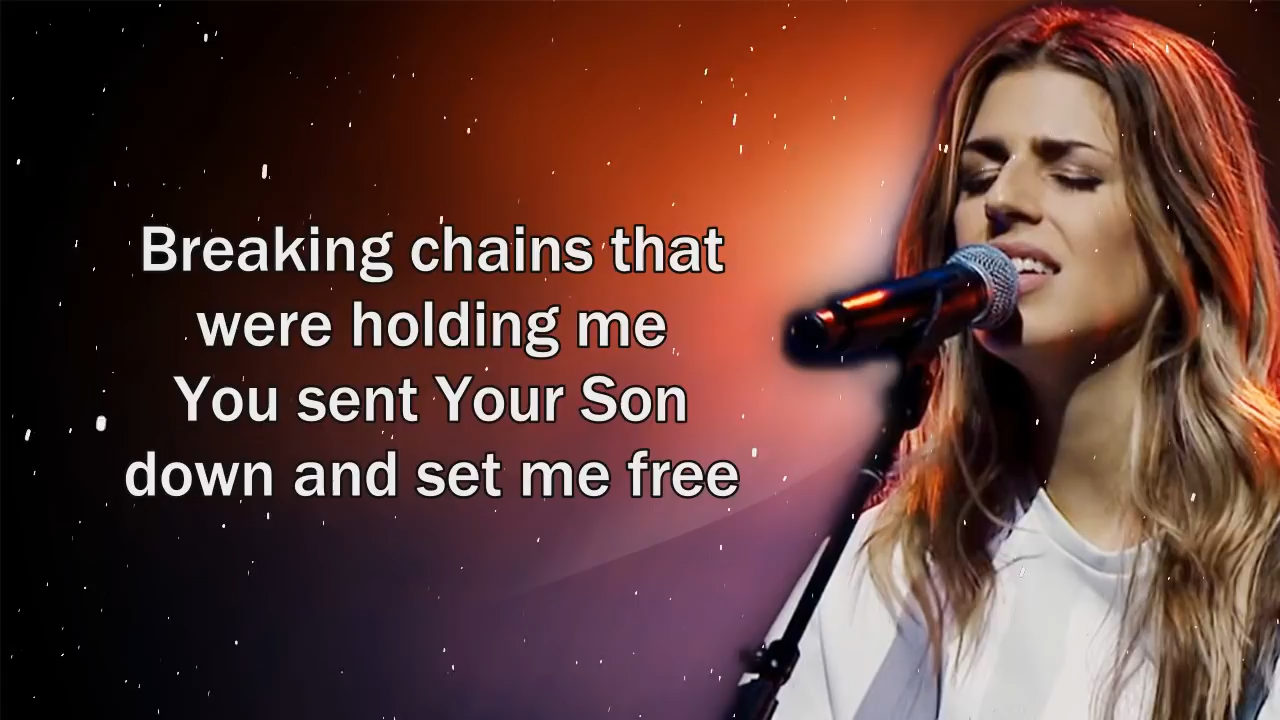 Breaking chains that
were holding me
You sent Your Son
down and set me free